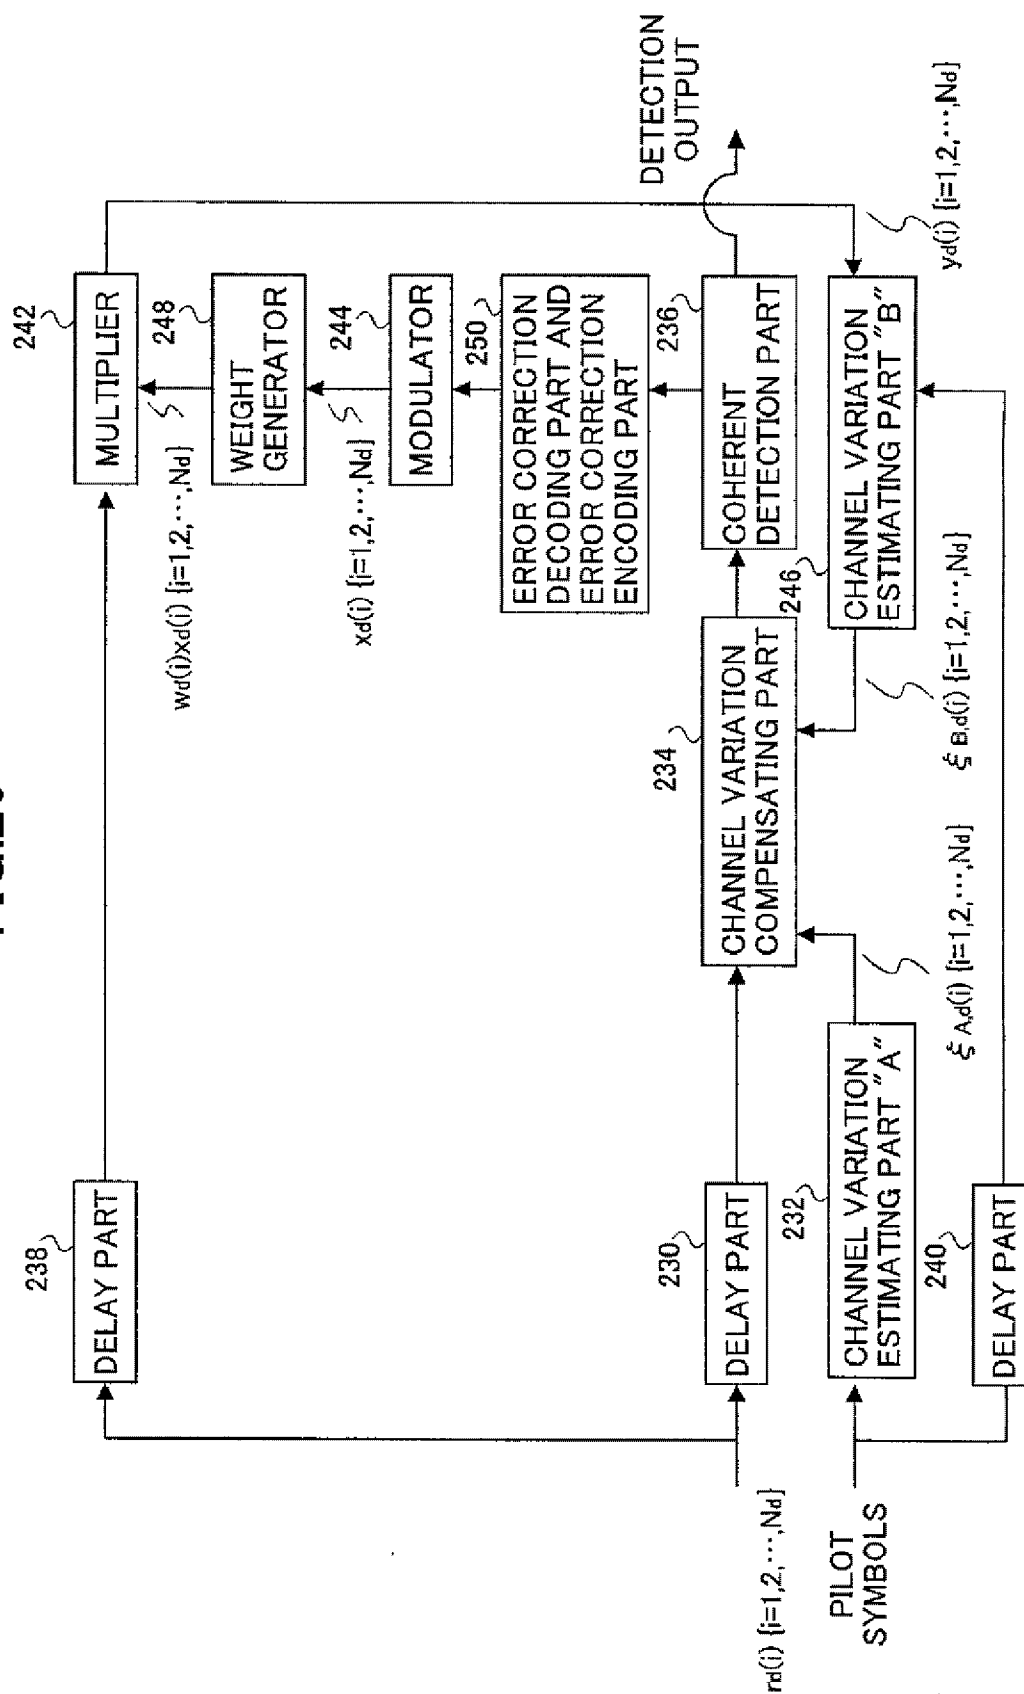 238
DELAY PART
242
MULTIPLIER
wd(i)xd(i) {i=1,2,⋯,Nd}
248
WEIGHT
GENERATOR
xd(i) {i=1,2,⋯,Nd}
244
MODULATOR
250
ERROR CORRECTION
DECODING PART AND
ERROR CORRECTION
ENCODING PART
DETECTION
OUTPUT
rd(i) {i=1,2,⋯,Nd}
230
DELAY PART
234
CHANNEL VARIATION
COMPENSATING PART
236
COHERENT
DETECTION PART
PILOT
SYMBOLS
232
CHANNEL VARIATION
ESTIMATING PART "A"
246
CHANNEL VARIATION
ESTIMATING PART "B"
yd(i) {i=1,2,⋯,Nd}
ξA,d(i) {i=1,2,⋯,Nd}
ξB,d(i) {i=1,2,⋯,Nd}
240
DELAY PART